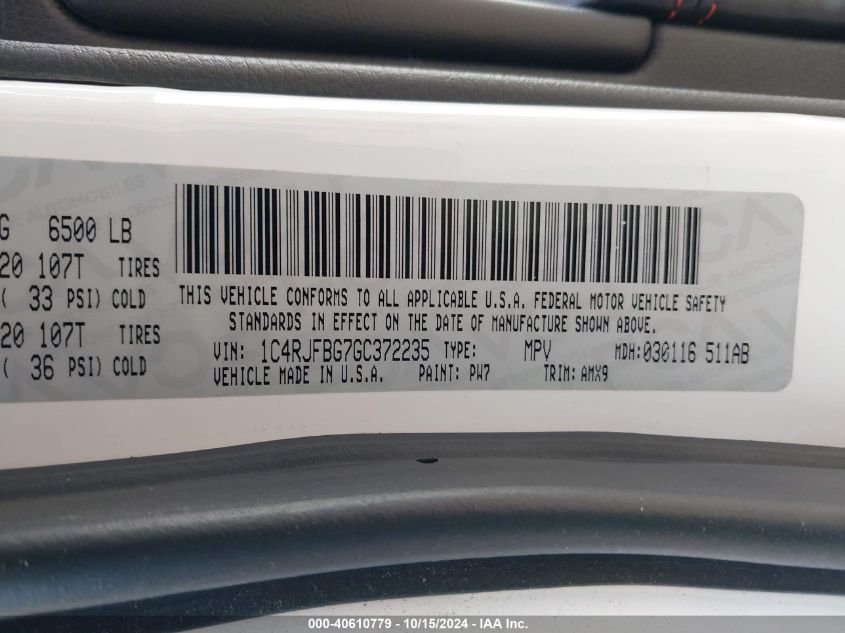 G 6500 LB
20 107T TIRES
( 33 PSI) COLD
20 107T TIRES
( 36 PSI) COLD
THIS VEHICLE CONFORMS TO ALL APPLICABLE U.S.A. FEDERAL MOTOR VEHICLE SAFETY
STANDARDS IN EFFECT ON THE DATE OF MANUFACTURE SHOWN ABOVE.
VIN: 1C4RJFBG7GC372235 TYPE: MPV MDH:030116 511AB
VEHICLE MADE IN U.S.A. PAINT: PW7 TRIM: AMX9
000-40610779 - 10/15/2024 - IAA Inc.